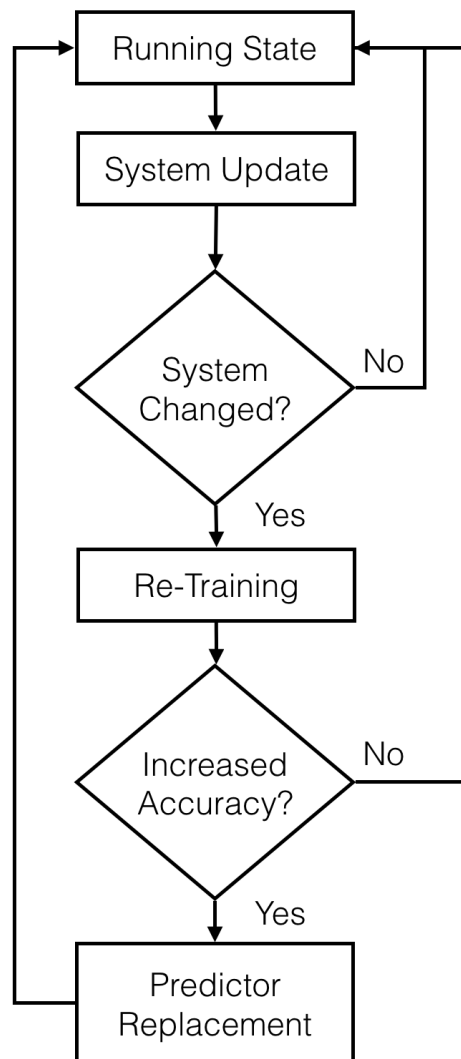 Running State
System Update
System
Changed?
No
Yes
Re-Training
Increased
Accuracy?
No
Yes
Predictor
Replacement